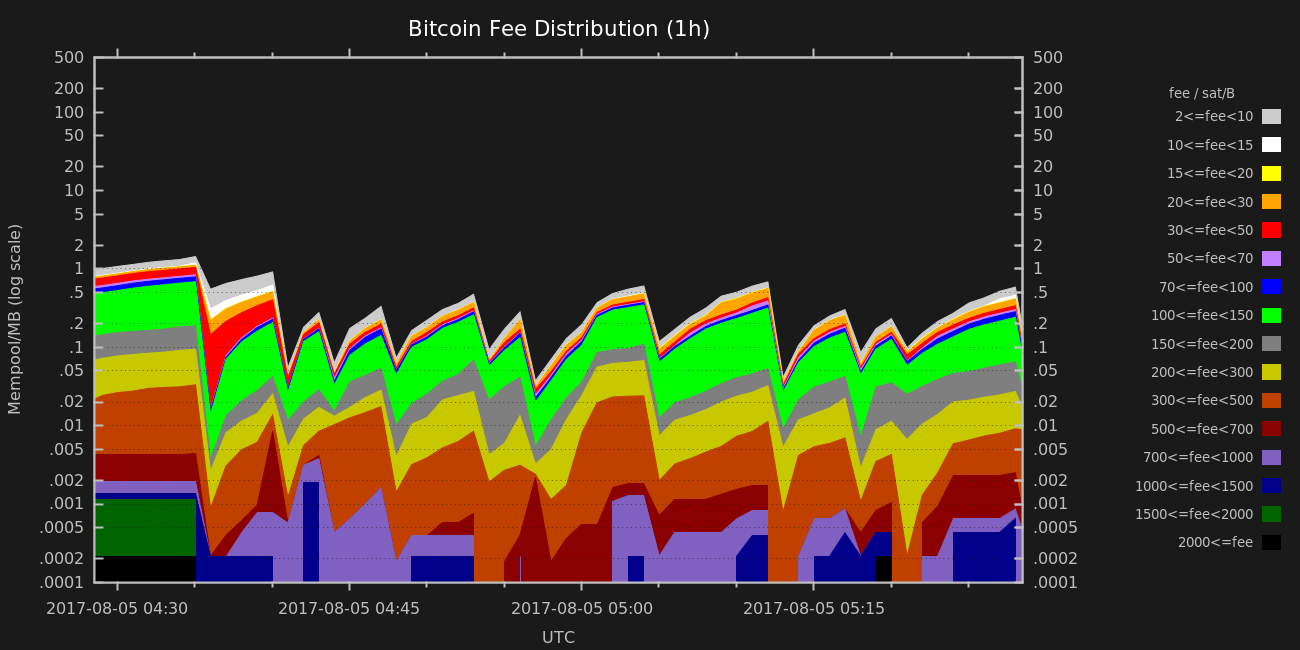 Bitcoin Fee Distribution (1h)
Mempool/MB (log scale)
500 500
200 200
100 100
50 50
20 20
10 10
5 5
2 2
1 1
.5 .5
.2 .2
.1 .1
.05 .05
.02 .02
.01 .01
.005 .005
.002 .002
.001 .001
.0005 .0005
.0002 .0002
.0001 .0001
2017-08-05 04:30 2017-08-05 04:45 2017-08-05 05:00 2017-08-05 05:15
UTC
fee / sat/B
2<=fee<10
10<=fee<15
15<=fee<20
20<=fee<30
30<=fee<50
50<=fee<70
70<=fee<100
100<=fee<150
150<=fee<200
200<=fee<300
300<=fee<500
500<=fee<700
700<=fee<1000
1000<=fee<1500
1500<=fee<2000
2000<=fee